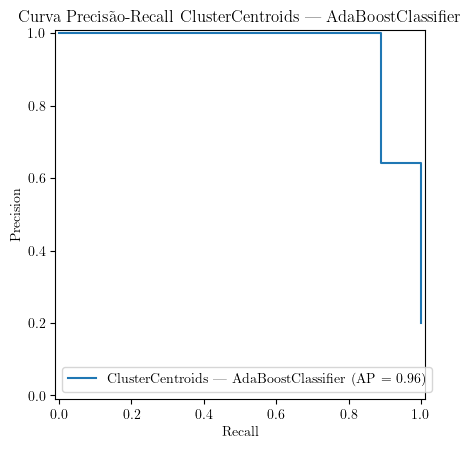 Curva Precisão-Recall ClusterCentroids — AdaBoostClassifier
1.0
0.8
0.6
0.4
0.2
0.0
Precision
ClusterCentroids — AdaBoostClassifier (AP = 0.96)
0.0 0.2 0.4 0.6 0.8 1.0
Recall